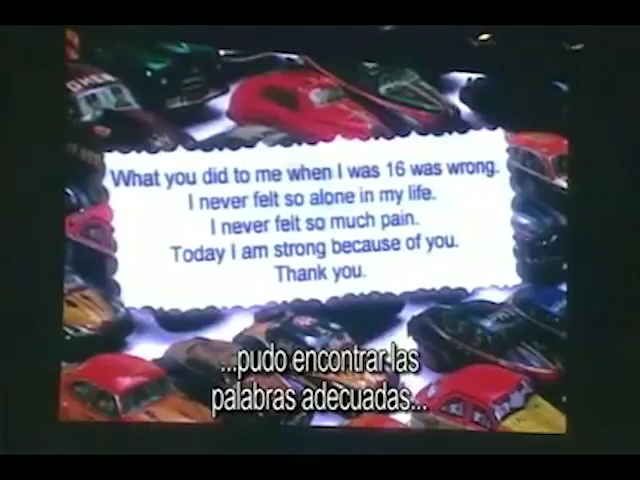 What you did to me when I was 16 was wrong.
I never felt so alone in my life.
I never felt so much pain.
Today I am strong because of you.
Thank you.
...pudo encontrar las
palabras adecuadas...